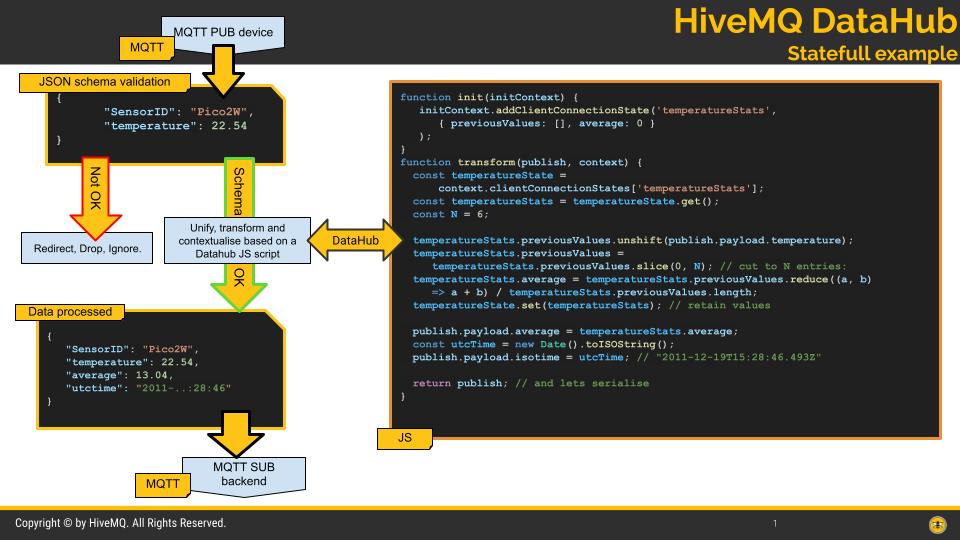 HiveMQ DataHub
Statefull example
MQTT PUB device
MQTT
JSON schema validation
{
"SensorID": "Pico2W",
"temperature": 22.54
}
Not OK
Schema
OK
Redirect, Drop, Ignore.
Unify, transform and
contextualise based on a
Datahub JS script
DataHub
Data processed
{
"SensorID": "Pico2W",
"temperature": 22.54,
"average": 13.04,
"utctime": "2011-..:28:46"
}
MQTT SUB
backend
MQTT
function init(initContext) {
initContext.addClientConnectionState('temperatureStats',
{ previousValues: [], average: 0 }
);
}
function transform(publish, context) {
const temperatureState =
context.clientConnectionStates['temperatureStats'];
const temperatureStats = temperatureState.get();
const N = 6;
temperatureStats.previousValues.unshift(publish.payload.temperature);
temperatureStats.previousValues =
temperatureStats.previousValues.slice(0, N); // cut to N entries:
temperatureStats.average = temperatureStats.previousValues.reduce((a, b)
=> a + b) / temperatureStats.previousValues.length;
temperatureState.set(temperatureStats); // retain values
publish.payload.average = temperatureStats.average;
const utcTime = new Date().toISOString();
publish.payload.isotime = utcTime; // "2011-12-19T15:28:46.493Z"
return publish; // and lets serialise
}
JS
Copyright © by HiveMQ. All Rights Reserved.
1